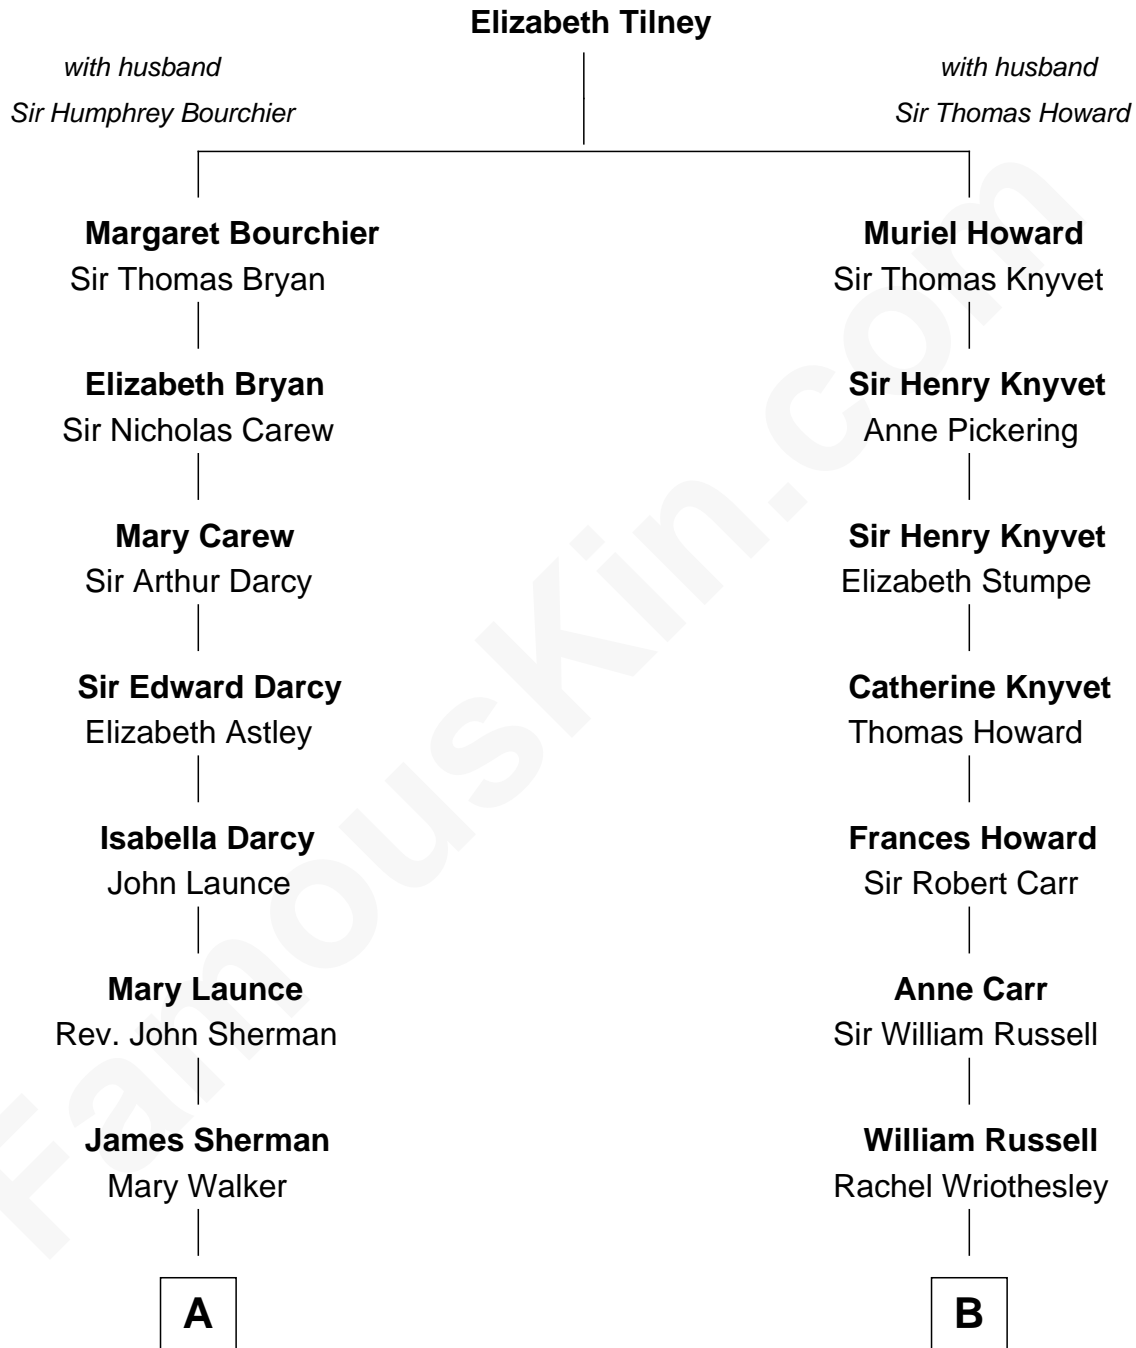 Elizabeth Tilney
with husband
Sir Humphrey Bourchier
with husband
Sir Thomas Howard
Margaret Bourchier
Sir Thomas Bryan
Elizabeth Bryan
Sir Nicholas Carew
Mary Carew
Sir Arthur Darcy
Sir Edward Darcy
Elizabeth Astley
Isabella Darcy
John Launce
Mary Launce
Rev. John Sherman
James Sherman
Mary Walker
A
Muriel Howard
Sir Thomas Knyvet
Sir Henry Knyvet
Anne Pickering
Sir Henry Knyvet
Elizabeth Stumpe
Catherine Knyvet
Thomas Howard
Frances Howard
Sir Robert Carr
Anne Carr
Sir William Russell
William Russell
Rachel Wriothesley
B
FamousKin.com